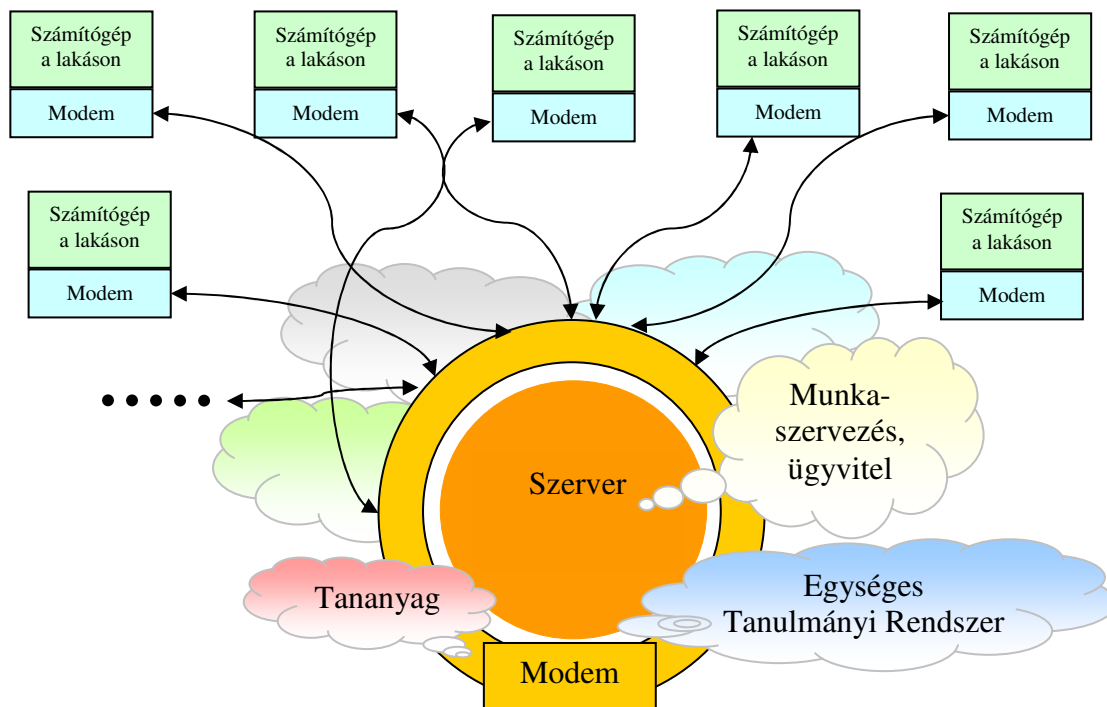 Számítógép
a lakáson
Modem
Számítógép
a lakáson
Modem
Számítógép
a lakáson
Modem
Számítógép
a lakáson
Modem
Számítógép
a lakáson
Modem
Számítógép
a lakáson
Modem
Számítógép
a lakáson
Modem
Munka-
szervezés,
ügyvitel
Szerver
Tananyag
Egységes
Tanulmányi Rendszer
Modem